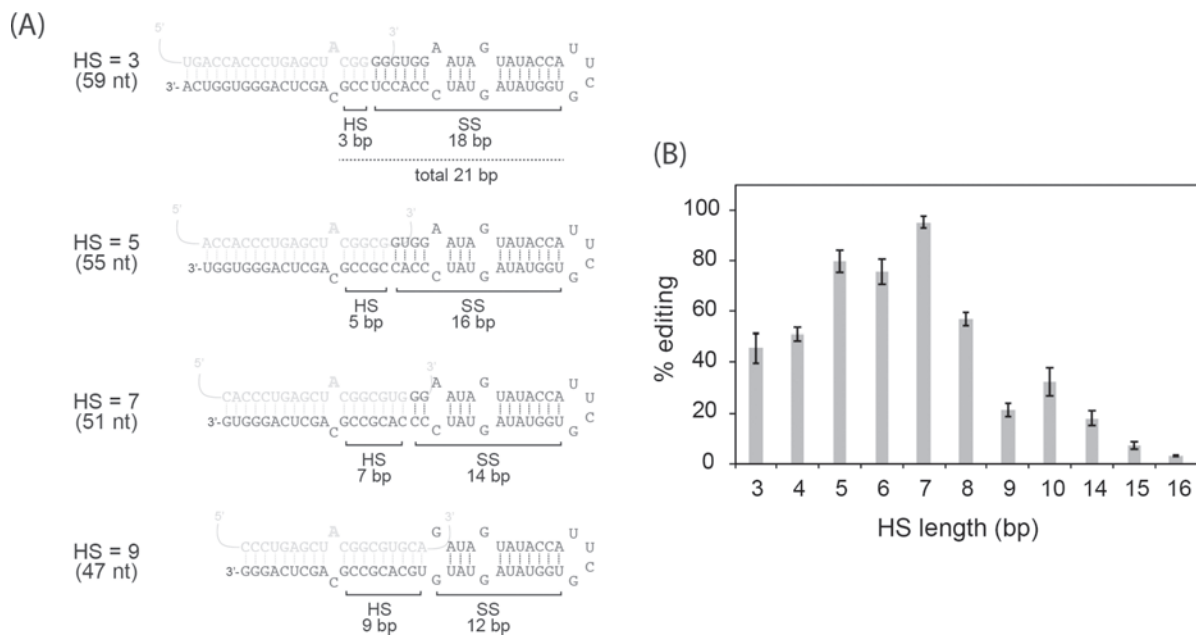 (A)
HS = 3
(59 nt)
5'
3'
A
A
G
U
UGACCACCCUGAGCU
CGG
GGGUGG
AUA
UAUACCA
U
3'-ACUGGUGGGACUCGA
GCC
UCCACC
UAU
AUAUGGU
C
C
C
G
G
HS
3 bp
SS
18 bp
total 21 bp
HS = 5
(55 nt)
5'
3'
A
A
G
U
ACCACCCUGAGCU
CGGCG
GUGG
AUA
UAUACCA
U
3'-UGGUGGGACUCGA
GCCGC
CACC
UAU
AUAUGGU
C
C
C
G
G
HS
5 bp
SS
16 bp
HS = 7
(51 nt)
5'
3'
A
A
G
U
CACCCUGAGCU
CGGCGUG
GG
AUA
UAUACCA
U
3'-GUGGGACUCGA
GCCGCAC
CC
UAU
AUAUGGU
C
C
C
G
G
HS
7 bp
SS
14 bp
HS = 9
(47 nt)
5'
3'
A
G
G
U
CCCUGAGCU
CGGCGUGCA
AUA
UAUACCA
U
3'-GGGACUCGA
GCCGCACGU
UAU
AUAUGGU
C
C
G
G
G
HS
9 bp
SS
12 bp
(B)
% editing
100
80
60
40
20
0
3 4 5 6 7 8 9 10 14 15 16
HS length (bp)